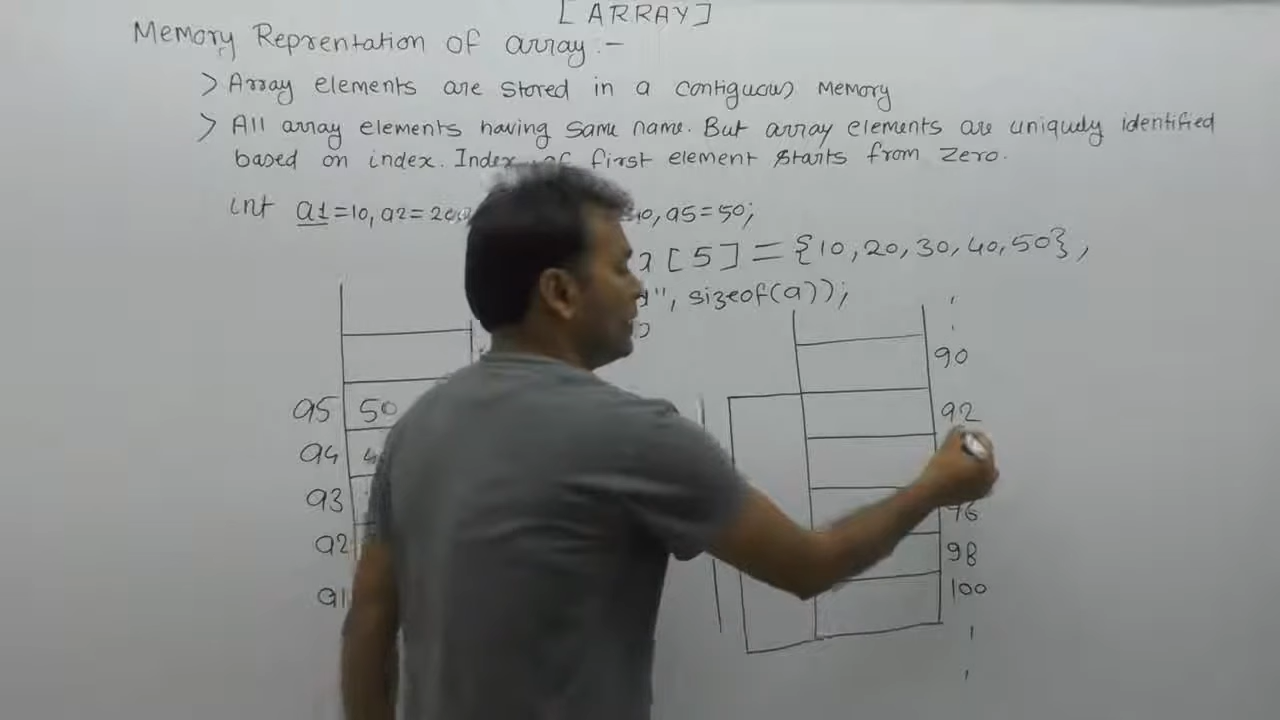 [ARRAY]
Memory Reprentation of array:-
> Array elements are stored in a contiguous Memory
> All array elements having same name. But array elements are uniquely identified
based on index. Index of first element starts from zero.
int a1=10, a2=20, 40, a5=50;
a[5] = {10,20,30,40,50},
d", sizeof(a));
90
a5 50 92
a4 4
a3 96
a2 98
a1 100